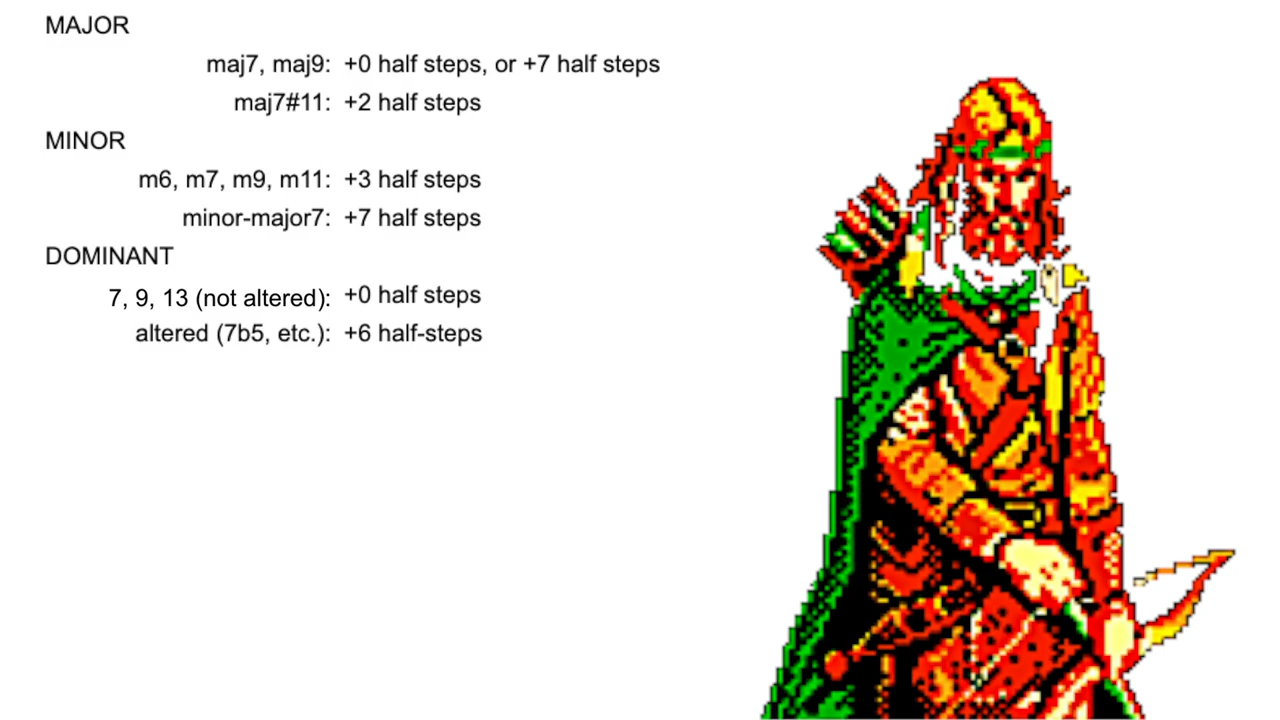 MAJOR
maj7, maj9: +0 half steps, or +7 half steps
maj7#11: +2 half steps
MINOR
m6, m7, m9, m11: +3 half steps
minor-major7: +7 half steps
DOMINANT
7, 9, 13 (not altered): +0 half steps
altered (7b5, etc.): +6 half-steps